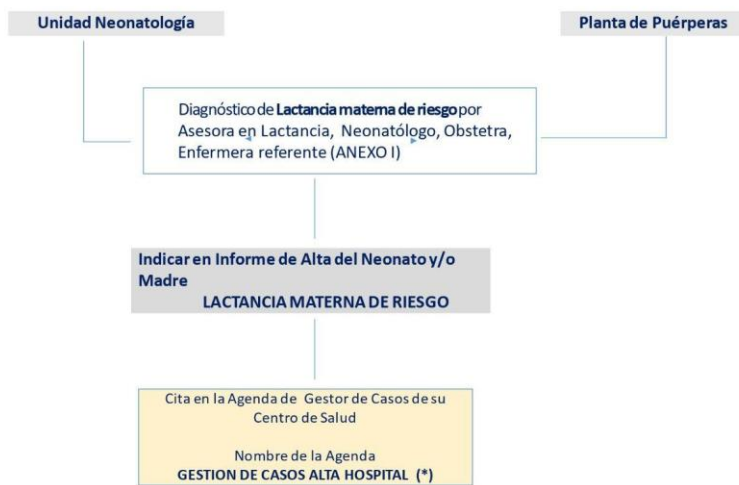 Unidad Neonatología
Planta de Puérperas
Diagnóstico de Lactancia materna de riesgo por
Asesora en Lactancia, Neonatólogo, Obstetra,
Enfermera referente (ANEXO I)
Indicar en Informe de Alta del Neonato y/o
Madre
LACTANCIA MATERNA DE RIESGO
Cita en la Agenda de Gestor de Casos de su
Centro de Salud
Nombre de la Agenda
GESTION DE CASOS ALTA HOSPITAL (*)